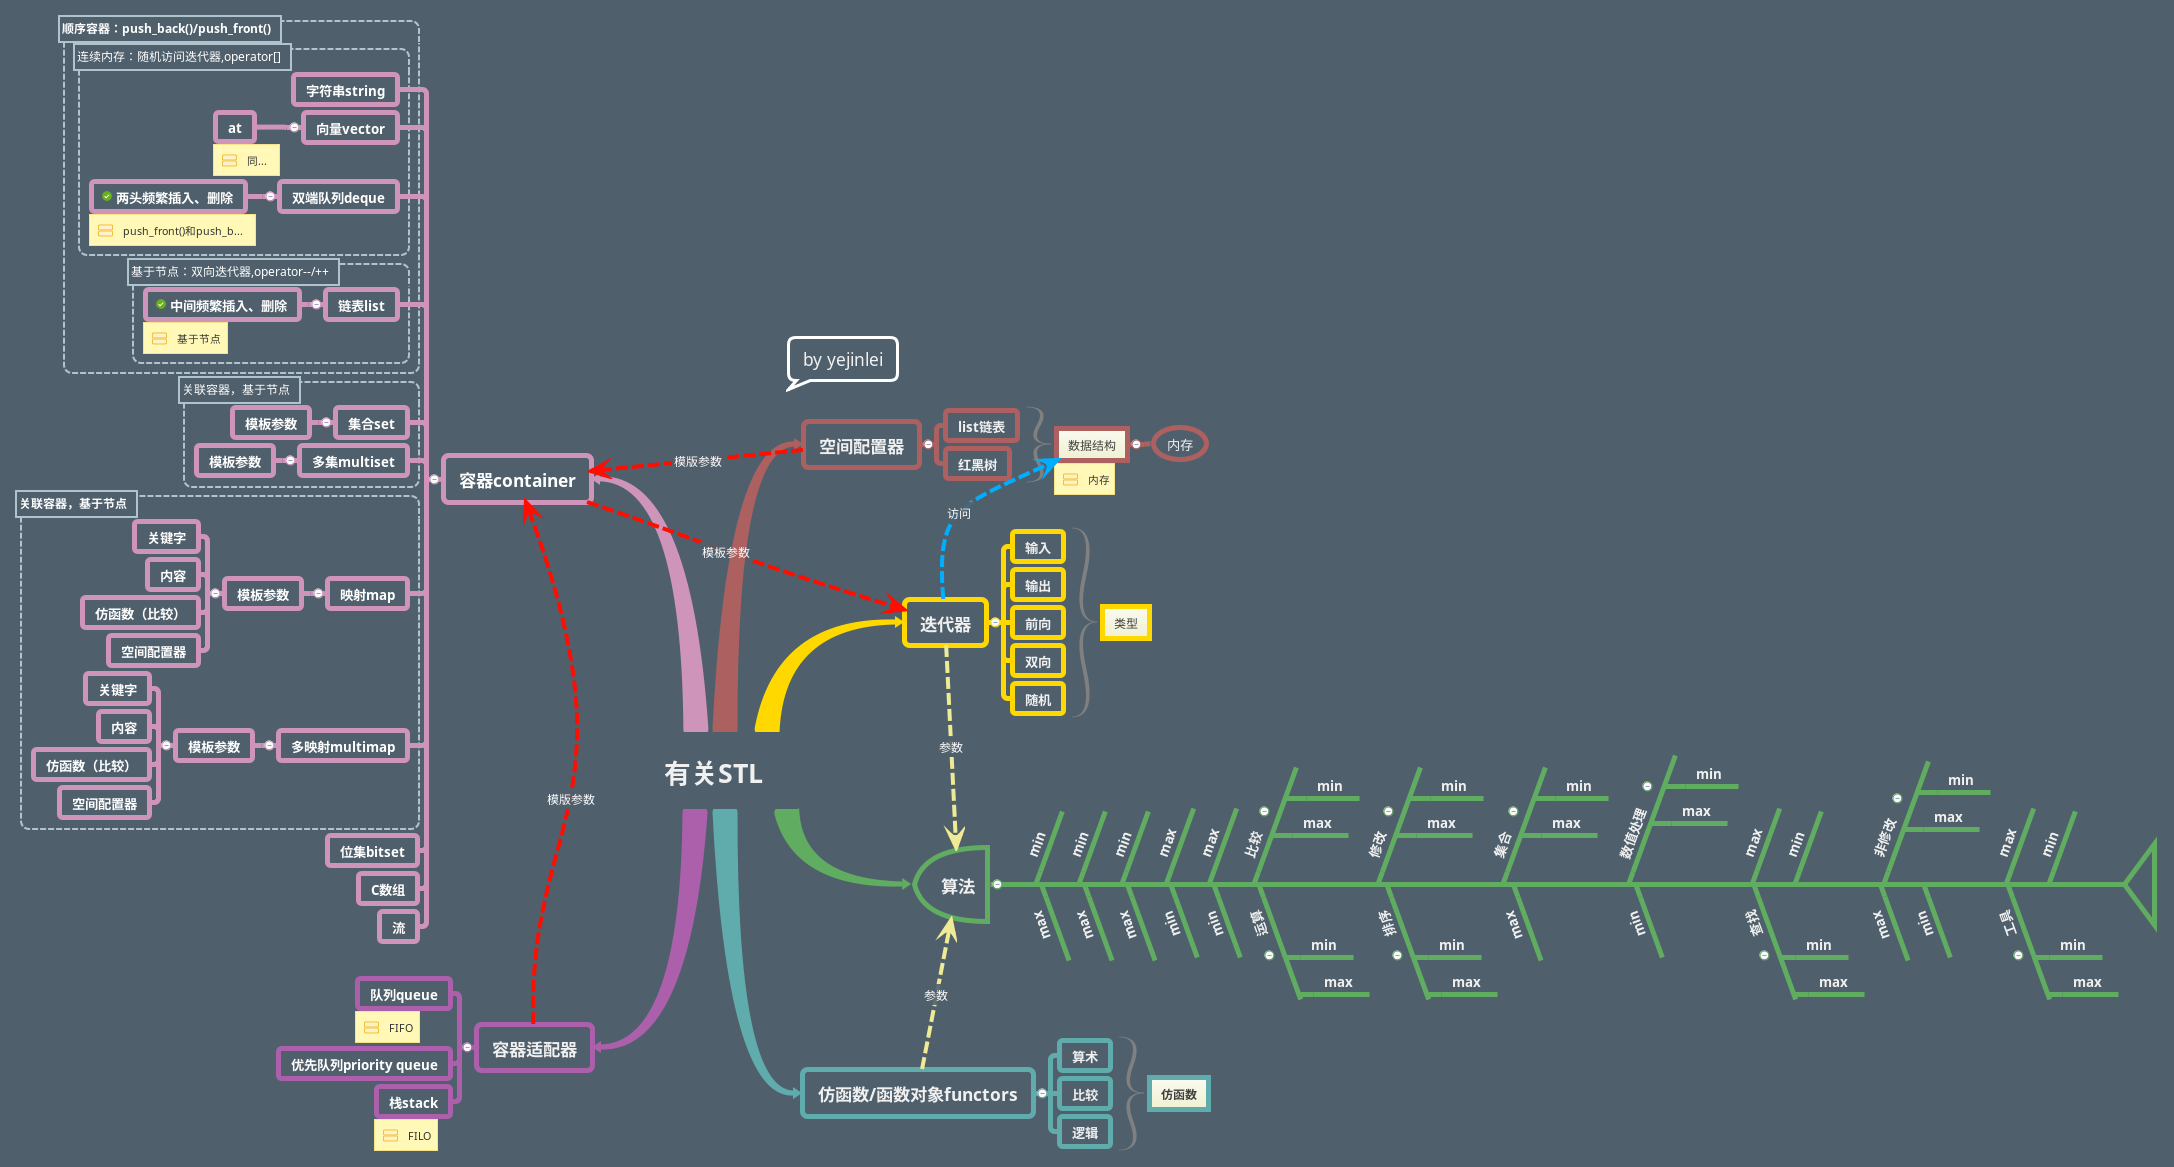 顺序容器：push_back()/push_front()
连续内存：随机访问迭代器,operator[]
字符串string
at
向量vector
同...
两头频繁插入、删除
双端队列deque
push_front()和push_b...
基于节点：双向迭代器,operator--/++
中间频繁插入、删除
链表list
基于节点
关联容器，基于节点
模板参数
集合set
模板参数
多集multiset
关联容器，基于节点
关键字
内容
仿函数（比较）
空间配置器
模板参数
映射map
关键字
内容
仿函数（比较）
空间配置器
模板参数
多映射multimap
位集bitset
C数组
流
容器container
by yejinlei
空间配置器
list链表
红黑树
数据结构
内存
内存
模版参数
访问
模板参数
迭代器
输入
输出
前向
双向
随机
类型
参数
有关STL
模版参数
算法
min
min
min
max
max
比较
min
max
修改
min
max
集合
min
max
数值处理
min
max
max
min
非修改
min
max
max
min
max
max
max
min
min
运算
min
max
排序
min
max
max
min
查找
min
max
max
min
工具
min
max
参数
队列queue
FIFO
优先队列priority queue
栈stack
FILO
容器适配器
仿函数/函数对象functors
算术
比较
逻辑
仿函数